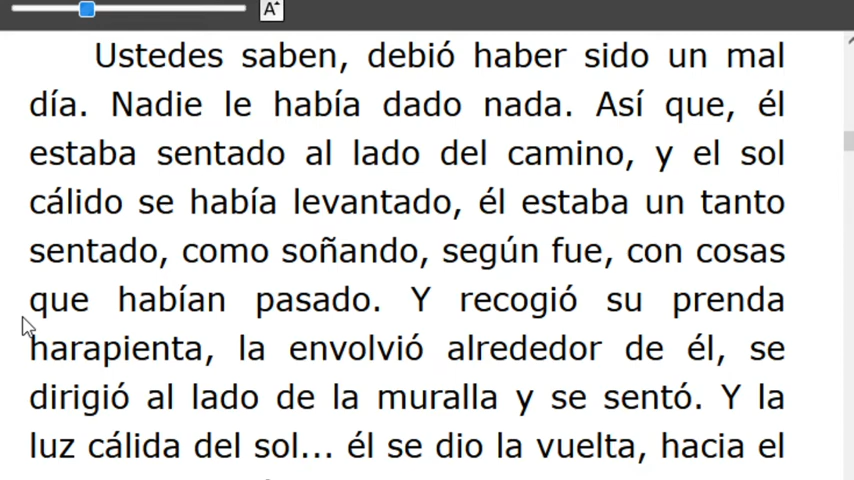 A
Ustedes saben, debió haber sido un mal
día. Nadie le había dado nada. Así que, él
estaba sentado al lado del camino, y el sol
cálido se había levantado, él estaba un tanto
sentado, como soñando, según fue, con cosas
que habían pasado. Y recogió su prenda
harapienta, la envolvió alrededor de él, se
dirigió al lado de la muralla y se sentó. Y la
luz cálida del sol... él se dio la vuelta, hacia el